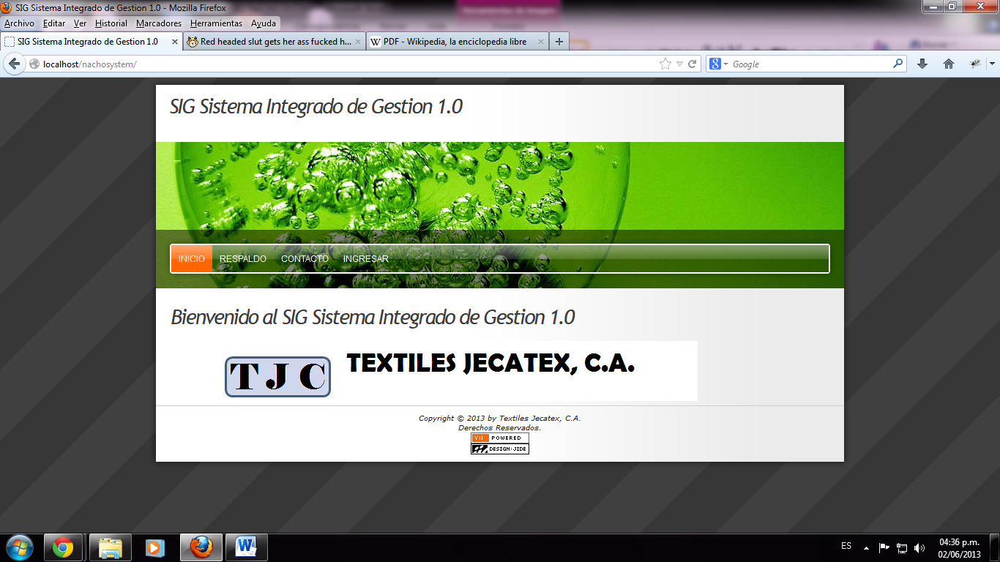 SIG Sistema Integrado de Gestion 1.0 - Mozilla Firefox
Archivo Editar Ver Historial Marcadores Herramientas Ayuda
SIG Sistema Integrado de Gestion 1.0
Red headed slut gets her ass fucked h...
W PDF - Wikipedia, la enciclopedia libre
localhost/nachosystem/
Google
SIG Sistema Integrado de Gestion 1.0
INICIO RESPALDO CONTACTO INGRESAR
Bienvenido al SIG Sistema Integrado de Gestion 1.0
T J C
TEXTILES JECATEX, C.A.
Copyright © 2013 by Textiles Jecatex, C.A.
Derechos Reservados.
YII POWERED
DESIGN:JIDE
ES
04:36 p.m.
02/06/2013